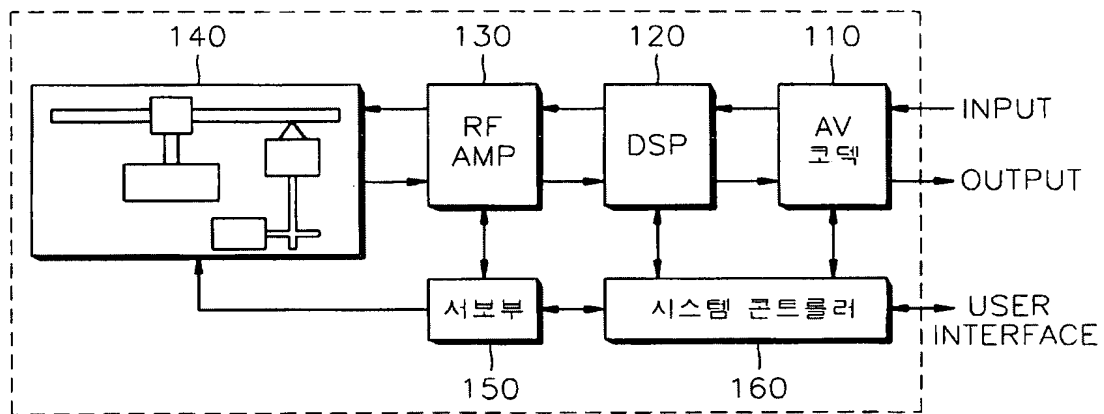 140
130
120
110
RF
AMP
DSP
AV
코덱
INPUT
OUTPUT
서보부
시스템 콘트롤러
USER
INTERFACE
150
160